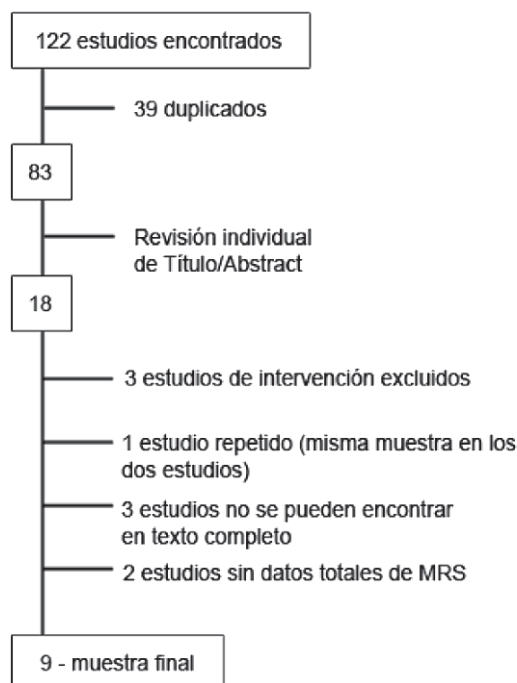 122 estudios encontrados
39 duplicados
83
Revisión individual
de Título/Abstract
18
3 estudios de intervención excluidos
1 estudio repetido (misma muestra en los
dos estudios)
3 estudios no se pueden encontrar
en texto completo
2 estudios sin datos totales de MRS
9 - muestra final